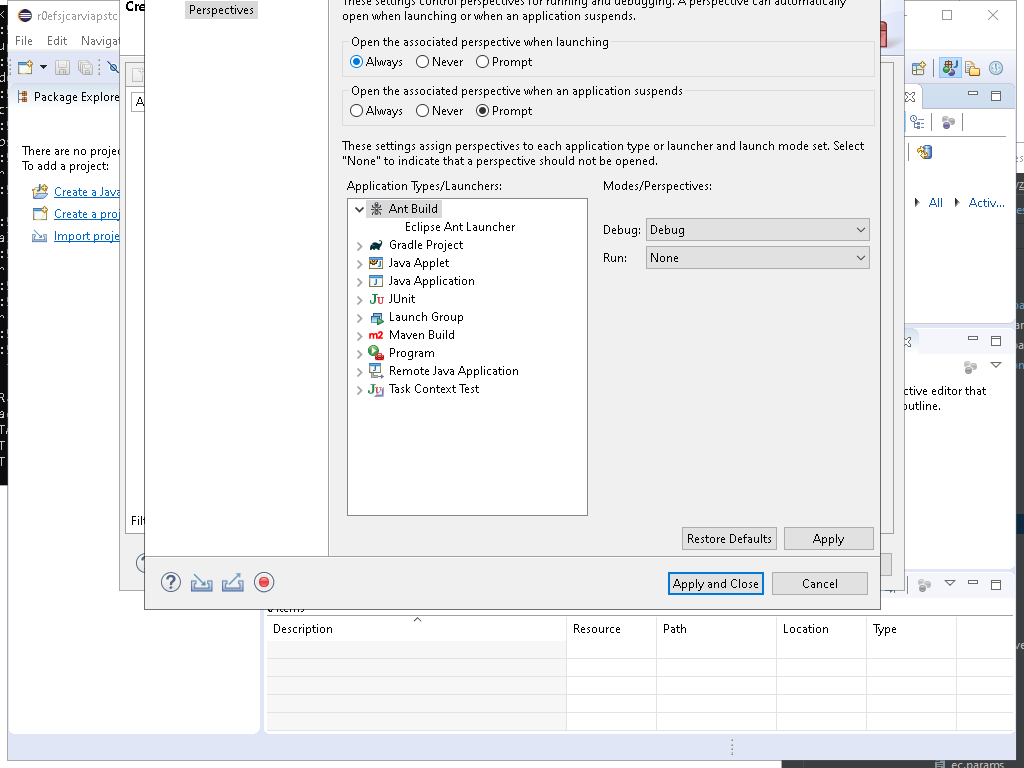 r0efsjcarviapstc
Cre
Perspectives
These settings control perspectives for running and debugging. A perspective can automatically
open when launching or when an application suspends.
File Edit Navigat
Open the associated perspective when launching
Always Never Prompt
Open the associated perspective when an application suspends
Always Never Prompt
Package Explore
A
These settings assign perspectives to each application type or launcher and launch mode set. Select
"None" to indicate that a perspective should not be opened.
There are no projec
To add a project:
Create a Java
Create a proj
Import proje
Application Types/Launchers:
Modes/Perspectives:
Ant Build
Eclipse Ant Launcher
Gradle Project
Java Applet
Java Application
JUnit
Launch Group
Maven Build
Program
Remote Java Application
Task Context Test
Debug: Debug
Run: None
All Activ...
ctive editor that
outline.
Filt
Restore Defaults Apply
Apply and Close Cancel
0 items
Description Resource Path Location Type
ec.params